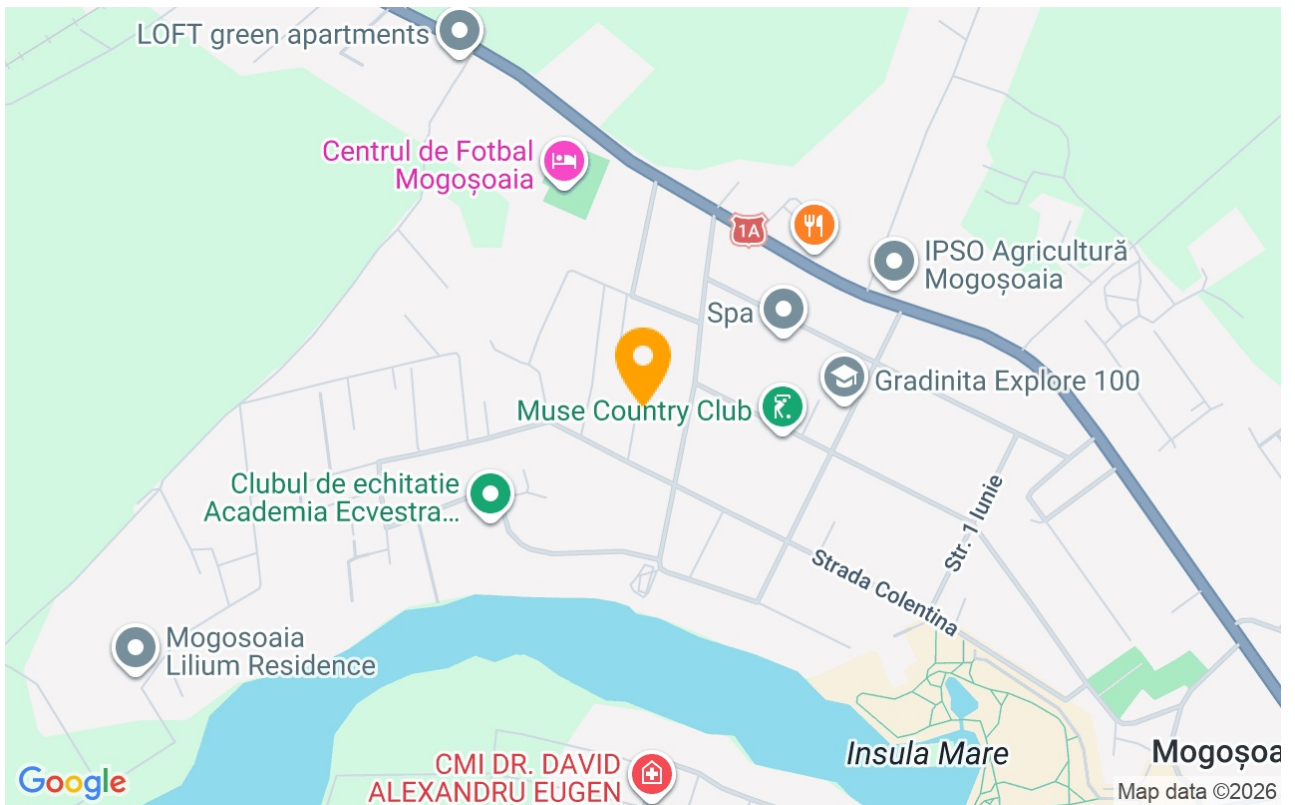 LOFT green apartments
Centrul de Fotbal
Mogoșoaia
1A
IPSO Agricultură
Mogoșoaia
Spa
Gradinita Explore 100
Muse Country Club
Clubul de echitatie
Academia Ecvestra...
Str. 1 Iunie
Strada Colentina
Mogosoaia
Lilium Residence
Insula Mare
Mogoșoa
CMI DR. DAVID
ALEXANDRU EUGEN
Google
Map data ©2026